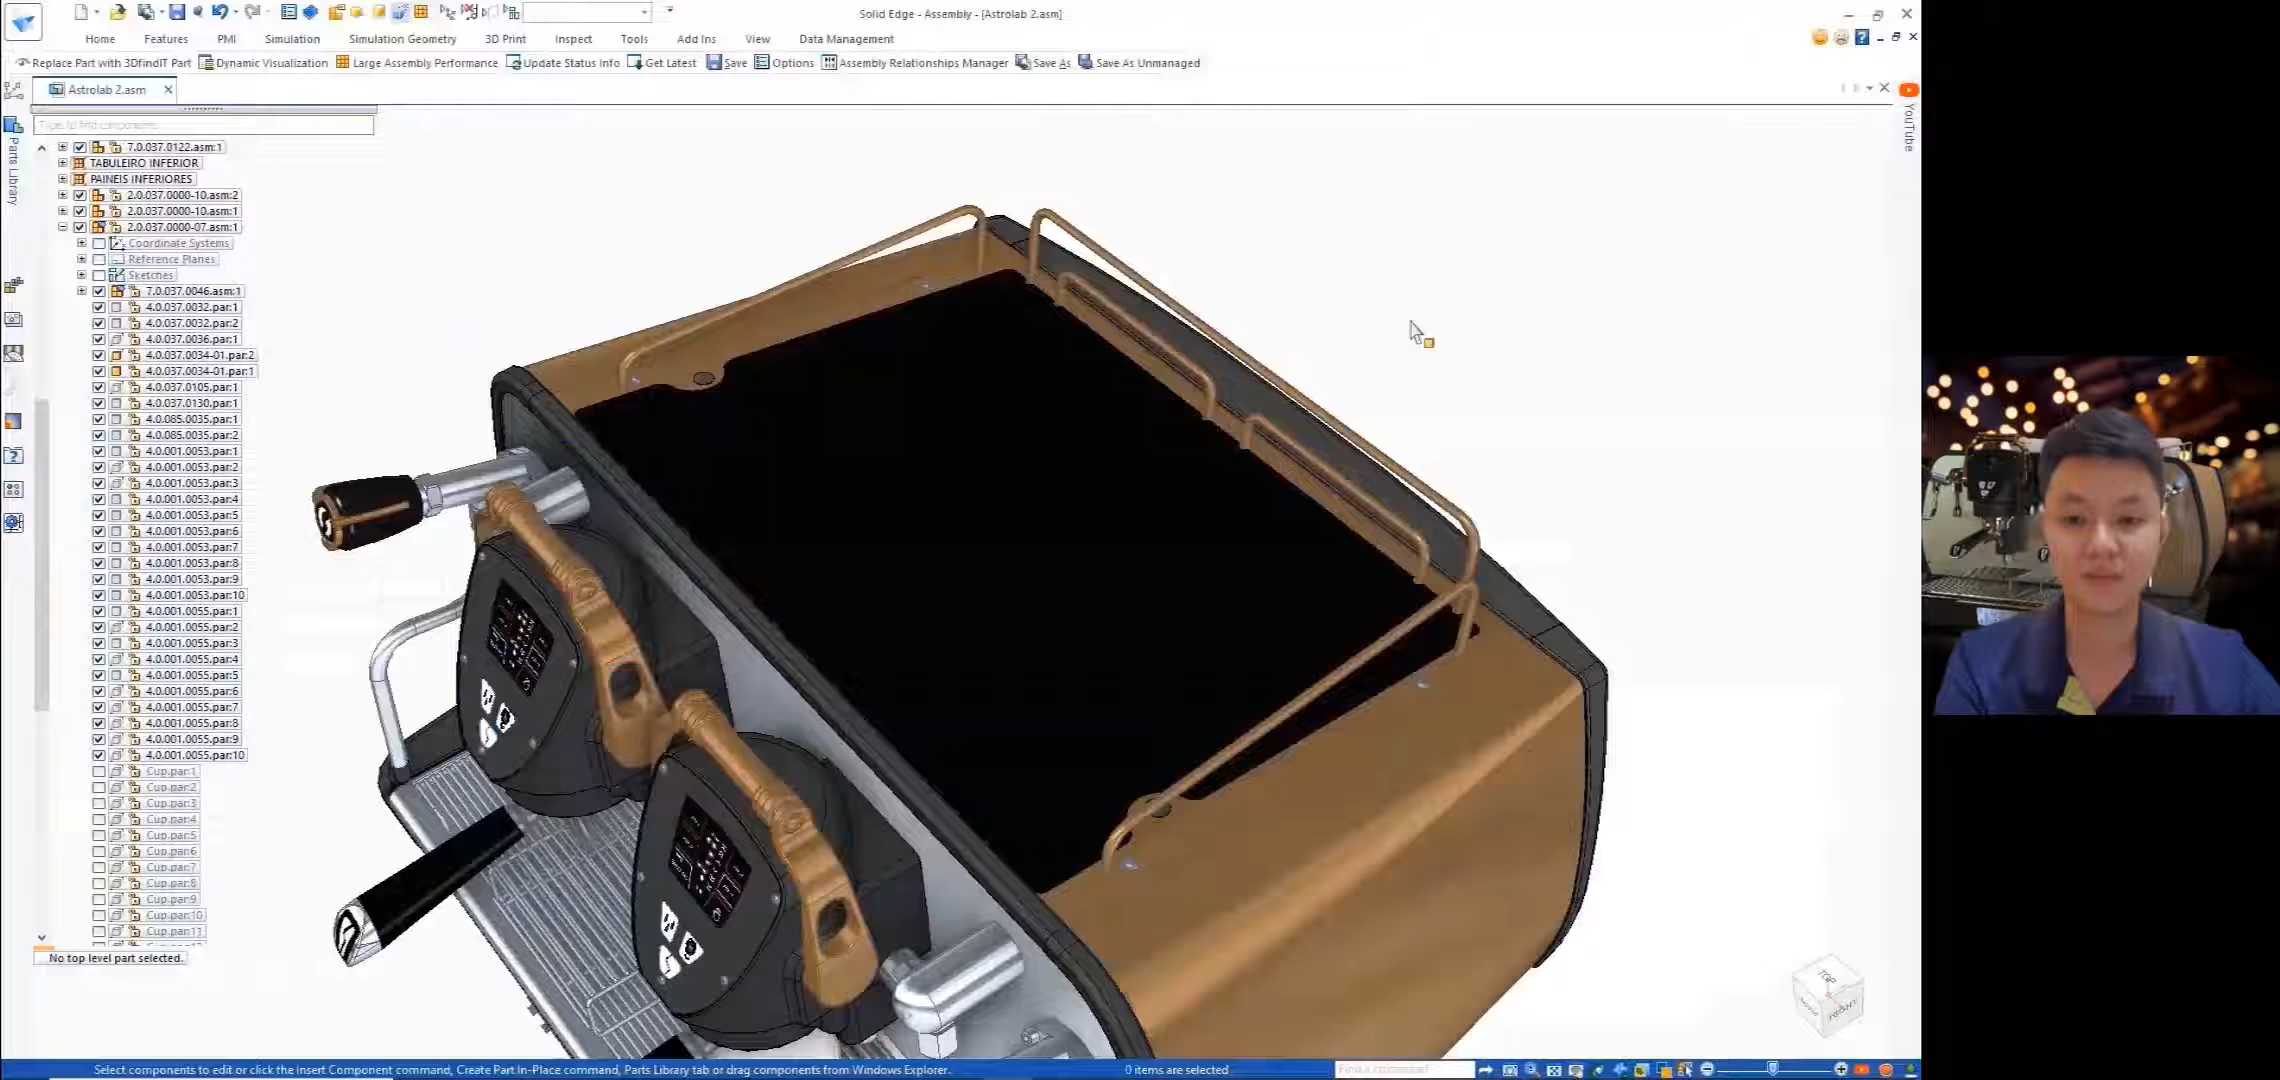 Solid Edge - Assembly - [Astrolab 2.asm]
Home Features PMI Simulation Simulation Geometry 3D Print Inspect Tools Add Ins View Data Management
Replace Part with 3DfindIT Part Dynamic Visualization Large Assembly Performance Update Status Info Get Latest Save Options Assembly Relationships Manager Save As Save As Unmanaged
Astrolab 2.asm
YouTube
Parts Library
Type to find components...
7.0.037.0122.asm:1
TABULEIRO INFERIOR
PAINEIS INFERIORES
2.0.037.0000-10.asm:2
2.0.037.0000-10.asm:1
2.0.037.0000-07.asm:1
Coordinate Systems
Reference Planes
Sketches
7.0.037.0046.asm:1
4.0.037.0032.par:1
4.0.037.0032.par:2
4.0.037.0036.par:1
4.0.037.0034-01.par:2
4.0.037.0034-01.par:1
4.0.037.0105.par:1
4.0.037.0130.par:1
4.0.085.0035.par:1
4.0.085.0035.par:2
4.0.001.0053.par:1
4.0.001.0053.par:2
4.0.001.0053.par:3
4.0.001.0053.par:4
4.0.001.0053.par:5
4.0.001.0053.par:6
4.0.001.0053.par:7
4.0.001.0053.par:8
4.0.001.0053.par:9
4.0.001.0053.par:10
4.0.001.0055.par:1
4.0.001.0055.par:2
4.0.001.0055.par:3
4.0.001.0055.par:4
4.0.001.0055.par:5
4.0.001.0055.par:6
4.0.001.0055.par:7
4.0.001.0055.par:8
4.0.001.0055.par:9
4.0.001.0055.par:10
Cup.par:1
Cup.par:2
Cup.par:3
Cup.par:4
Cup.par:5
Cup.par:6
Cup.par:7
Cup.par:8
Cup.par:9
Cup.par:10
Cup.par:11
No top level part selected.
TOP
RIGHT
Select components to edit or click the Insert Component command, Create Part In-Place command, Parts Library tab or drag components from Windows Explorer.
0 items are selected
Find a command